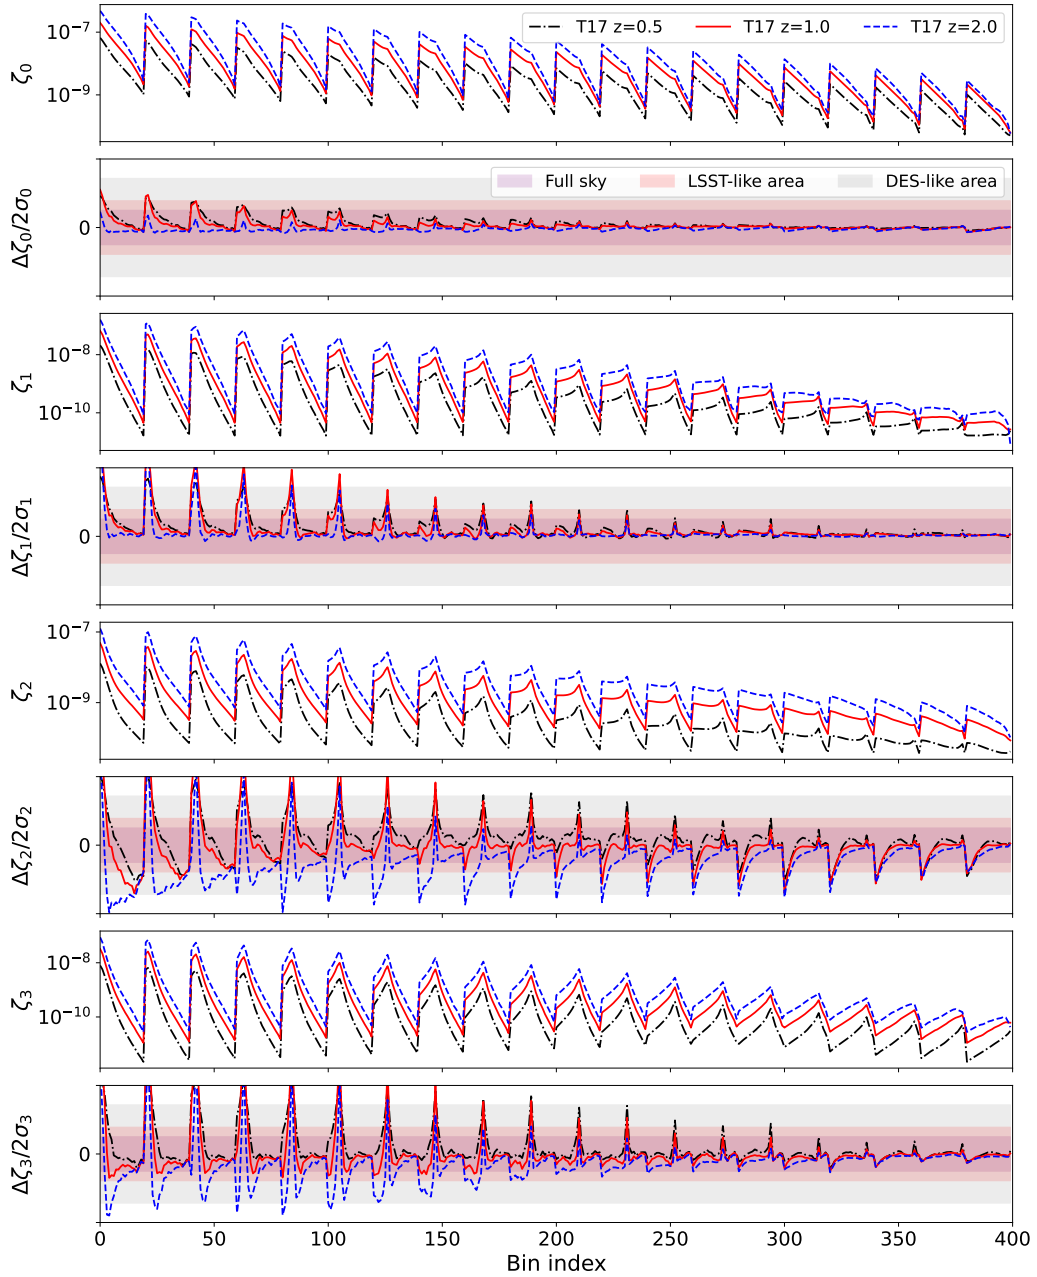 T17 z=0.5 T17 z=1.0 T17 z=2.0
10⁻⁷
10⁻⁹
ζ₀
Full sky LSST-like area DES-like area
0
Δζ₀/2σ₀
10⁻⁸
10⁻¹⁰
ζ₁
0
Δζ₁/2σ₁
10⁻⁷
10⁻⁹
ζ₂
0
Δζ₂/2σ₂
10⁻⁸
10⁻¹⁰
ζ₃
0
Δζ₃/2σ₃
0 50 100 150 200 250 300 350 400
Bin index